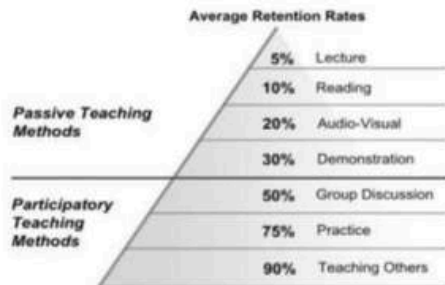 Average Retention Rates
5% Lecture
10% Reading
Passive Teaching
Methods
20% Audio-Visual
30% Demonstration
Participatory
Teaching
Methods
50% Group Discussion
75% Practice
90% Teaching Others